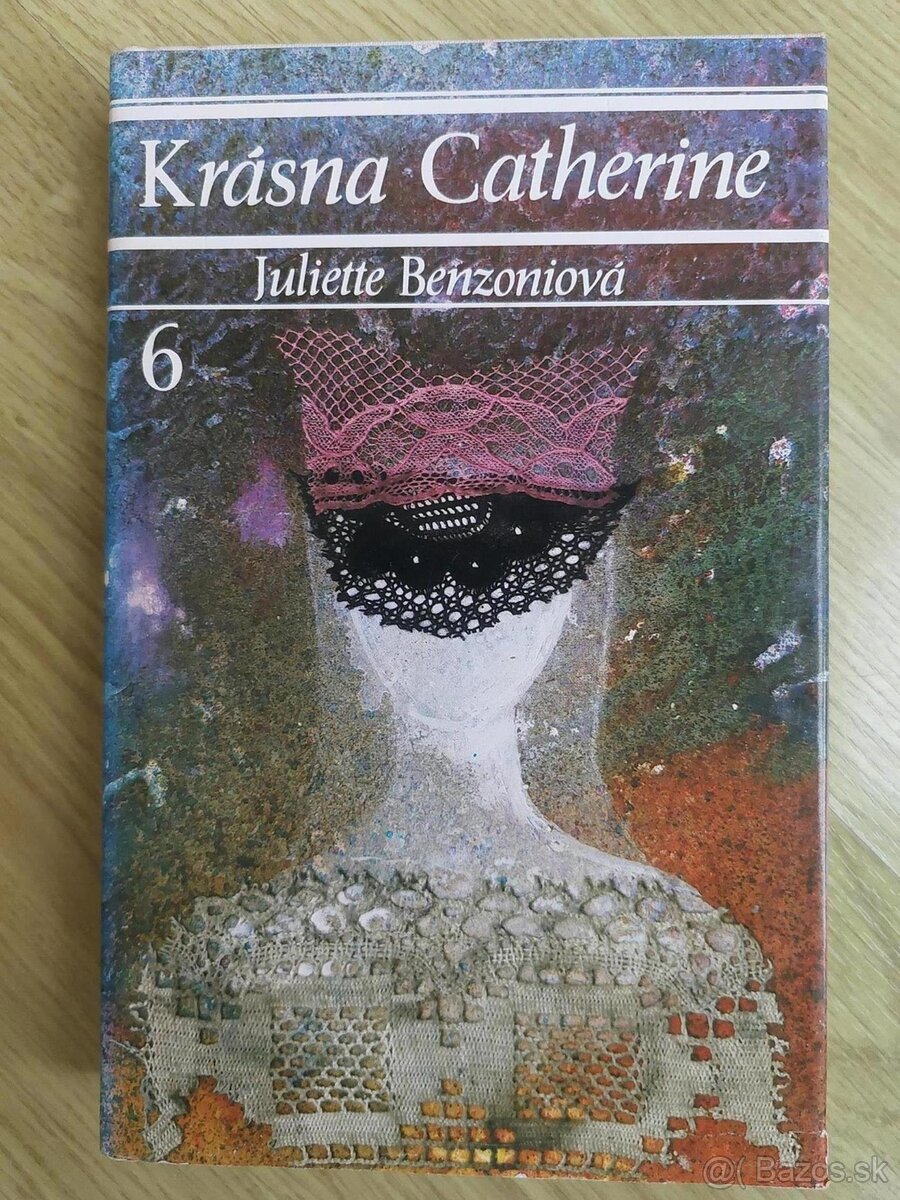 Krásna Catherine
Juliette Benzoniová
6
@( Bazos.sk